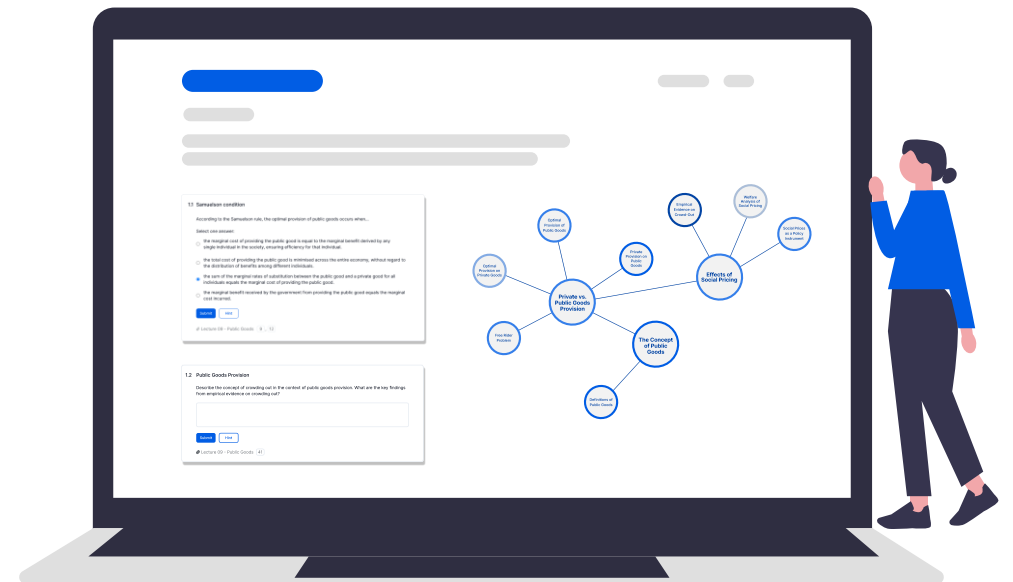 1.1 Samuelson condition
According to the Samuelson rule, the optimal provision of public goods occurs when...
Select one answer:
the marginal cost of providing the public good is equal to the marginal benefit derived by any
single individual in the society, ensuring efficiency for that individual.
the total cost of providing the public good is minimised across the entire economy, without regard to
the distribution of benefits among different individuals.
the sum of the marginal rates of substitution between the public good and a private good for all
individuals equals the marginal cost of providing the public good.
the marginal benefit received by the government from providing the public good equals the marginal
cost incurred.
Submit Hint
Lecture 09 - Public Goods
1.2 Public Goods Provision
Describe the concept of crowding out in the context of public goods provision. What are the key findings
from empirical evidence on crowding out?
Submit Hint
Lecture 09 - Public Goods 41
Optimal
Provision of
Public Goods
Optimal
Provision on
Private Goods
Private
Provision on
Public
Goods
Private vs.
Public Goods
Provision
Free Rider
Problem
The Concept
of Public
Goods
Definitions of
Public Goods
Empirical
Evidence on
Crowd-Out
Welfare
Analysis of
Social Pricing
Social Prices
as a Policy
Instrument
Effects of
Social Pricing